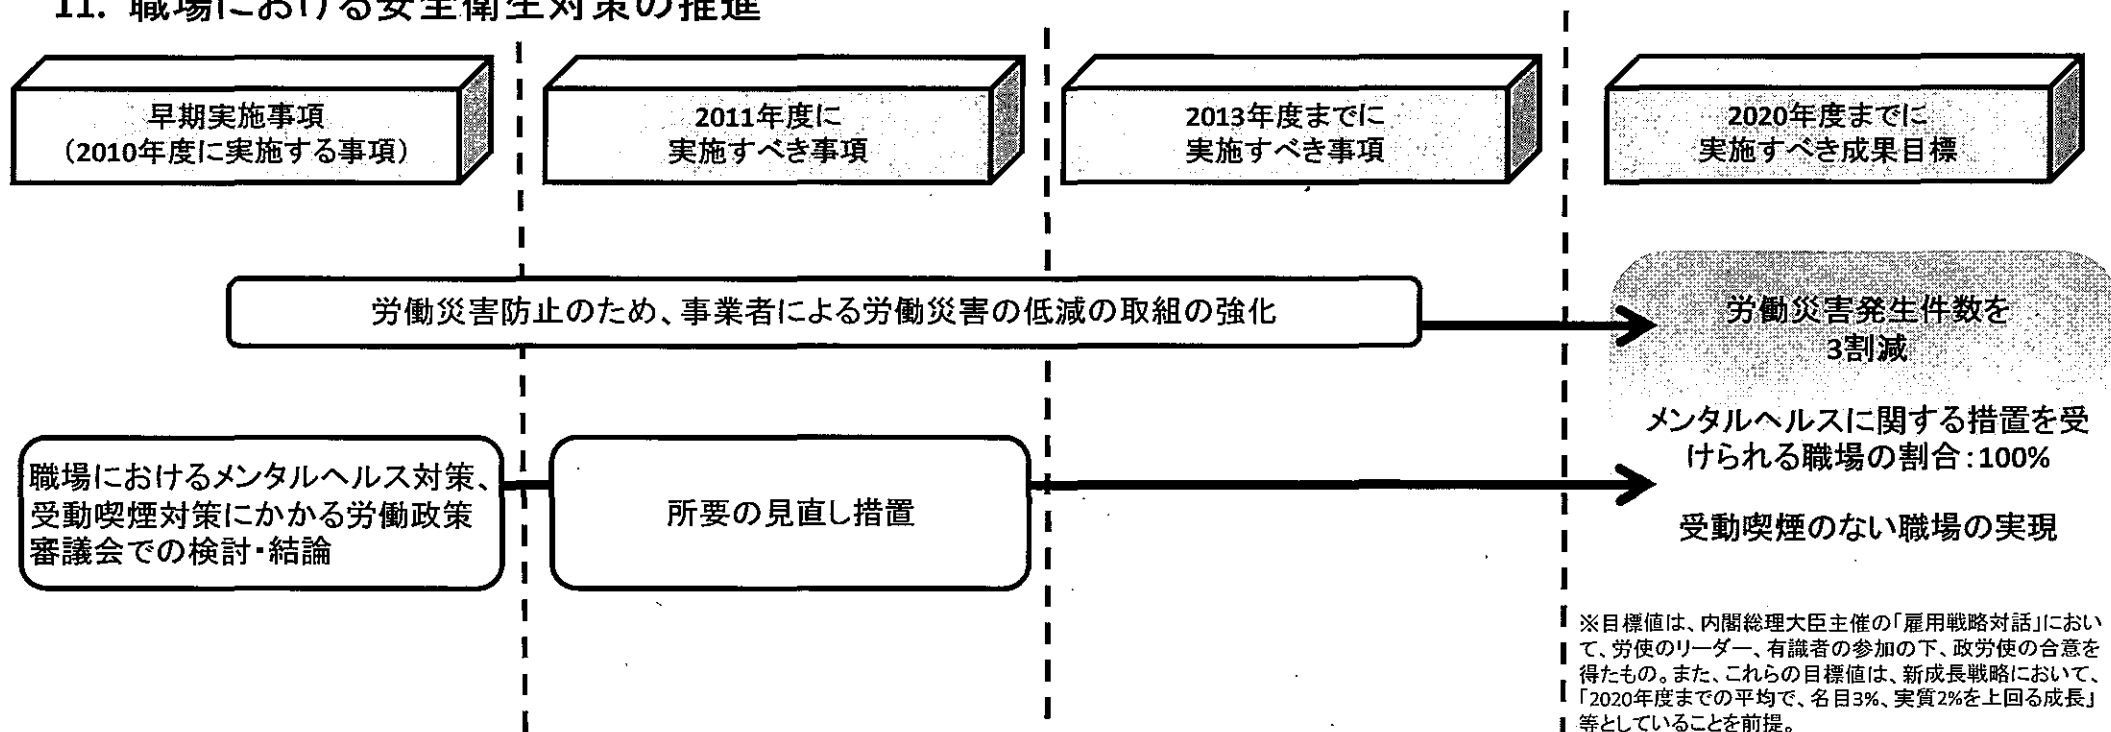 11. 職場における安全衛生対策の推進
早期実施事項
（2010年度に実施する事項）
2011年度に
実施すべき事項
2013年度までに
実施すべき事項
2020年度までに
実施すべき成果目標
労働災害防止のため、事業者による労働災害の低減の取組の強化
労働災害発生件数を
3割減
職場におけるメンタルヘルス対策、
受動喫煙対策にかかる労働政策
審議会での検討・結論
所要の見直し措置
メンタルヘルスに関する措置を受
けられる職場の割合：100%
受動喫煙のない職場の実現
※目標値は、内閣総理大臣主催の「雇用戦略対話」におい
て、労使のリーダー、有識者の参加の下、政労使の合意を
得たもの。また、これらの目標値は、新成長戦略において、
「2020年度までの平均で、名目3%、実質2%を上回る成長」
等としていることを前提。